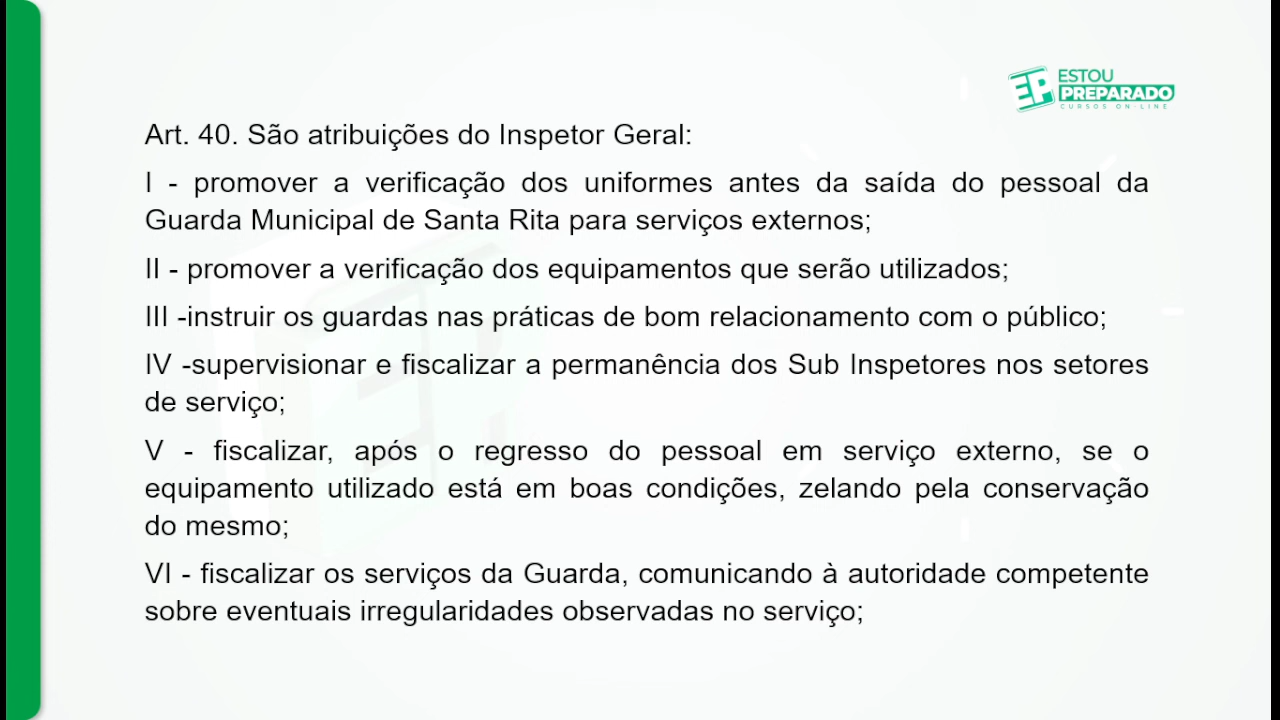 EP ESTOU
PREPARADO
CURSOS ON-LINE
Art. 40. São atribuições do Inspetor Geral:
I - promover a verificação dos uniformes antes da saída do pessoal da
Guarda Municipal de Santa Rita para serviços externos;
II - promover a verificação dos equipamentos que serão utilizados;
III -instruir os guardas nas práticas de bom relacionamento com o público;
IV -supervisionar e fiscalizar a permanência dos Sub Inspetores nos setores
de serviço;
V - fiscalizar, após o regresso do pessoal em serviço externo, se o
equipamento utilizado está em boas condições, zelando pela conservação
do mesmo;
VI - fiscalizar os serviços da Guarda, comunicando à autoridade competente
sobre eventuais irregularidades observadas no serviço;